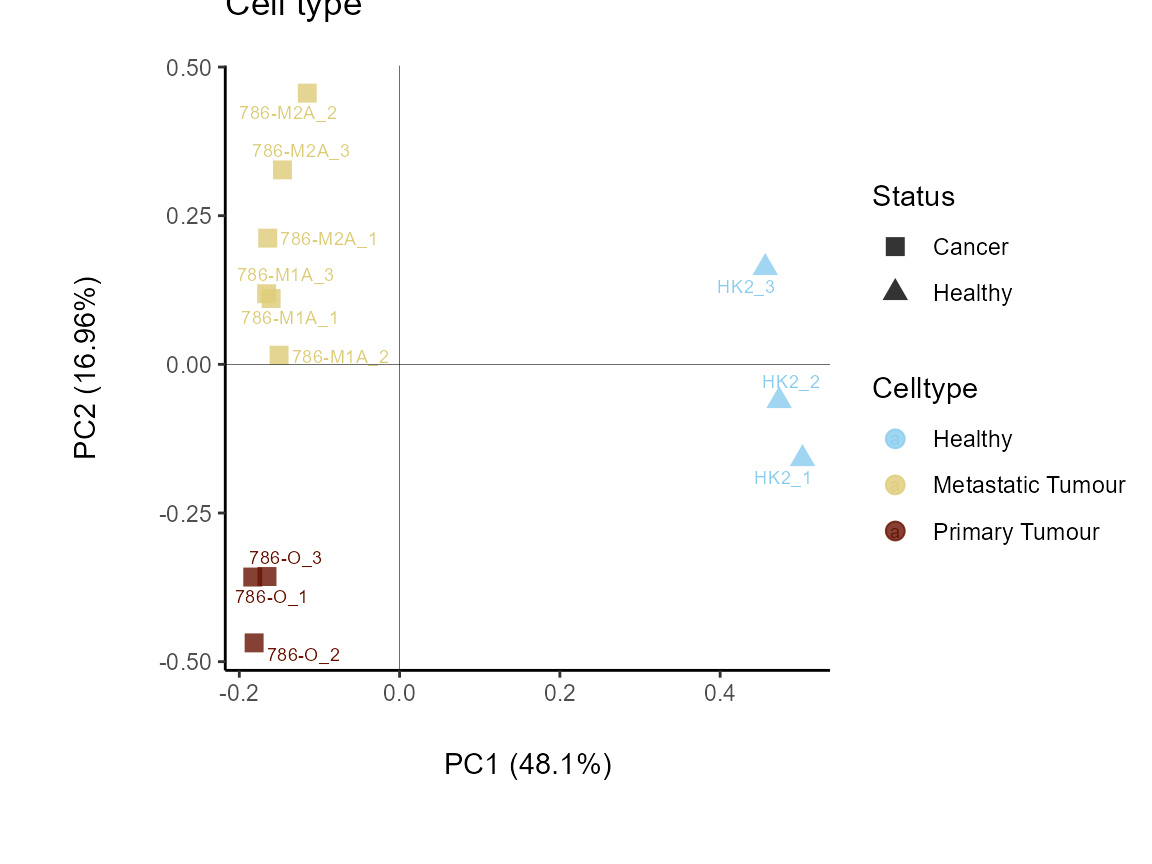 Cell type
0.50
786-M2A_2
786-M2A_3
0.25
786-M2A_1
786-M1A_3
786-M1A_1
786-M1A_2
0.00
HK2_3
HK2_2
HK2_1
-0.25
786-O_3
786-O_1
786-O_2
-0.50
-0.2
0.0
0.2
0.4
PC2 (16.96%)
PC1 (48.1%)
Status
Cancer
Healthy
Celltype
a Healthy
a Metastatic Tumour
a Primary Tumour